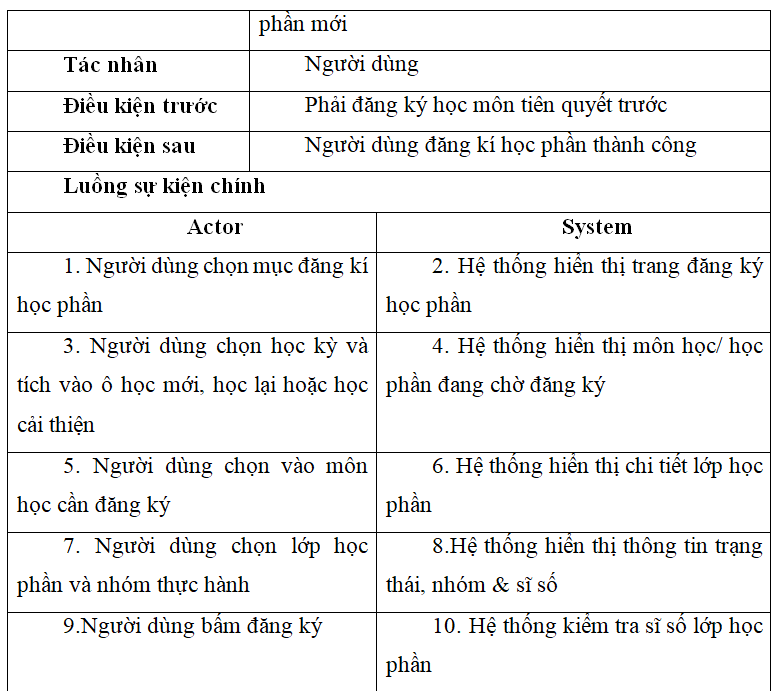 phần mới
Tác nhân
Người dùng
Điều kiện trước
Phải đăng ký học môn tiên quyết trước
Điều kiện sau
Người dùng đăng kí học phần thành công
Luồng sự kiện chính
Actor
System
1. Người dùng chọn mục đăng kí
học phần
2. Hệ thống hiển thị trang đăng ký
học phần
3. Người dùng chọn học kỳ và
tích vào ô học mới, học lại hoặc học
cải thiện
4. Hệ thống hiển thị môn học/ học
phần đang chờ đăng ký
5. Người dùng chọn vào môn
học cần đăng ký
6. Hệ thống hiển thị chi tiết lớp học
phần
7. Người dùng chọn lớp học
phần và nhóm thực hành
8.Hệ thống hiển thị thông tin trạng
thái, nhóm & sĩ số
9.Người dùng bấm đăng ký
10. Hệ thống kiểm tra sĩ số lớp học
phần